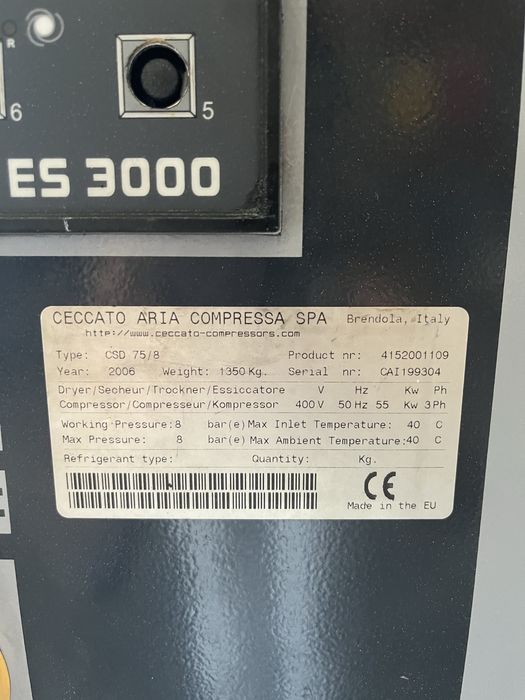 R
6
5
ES 3000
CECCATO ARIA COMPRESSA SPA Brendola, Italy
http://www.ceccato-compressors.com
Type: CSD 75/8 Product nr: 4152001109
Year: 2006 Weight: 1350 Kg. Serial nr: CAI199304
Dryer/Secheur/Trockner/Essiccatore V Hz Kw Ph
Compressor/Compresseur/Kompressor 400 V 50 Hz 55 Kw 3 Ph
Working Pressure: 8 bar(e) Max Inlet Temperature: 40 C
Max Pressure: 8 bar(e) Max Ambient Temperature: 40 C
Refrigerant type: Quantity: Kg.
CE
Made in the EU